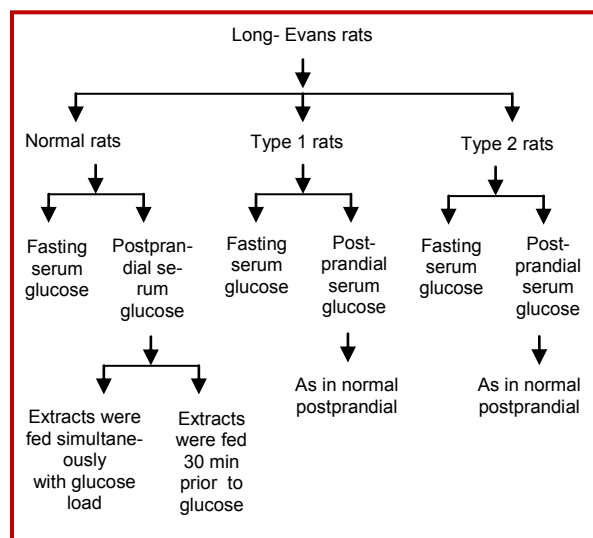 Long- Evans rats
Normal rats
Type 1 rats
Type 2 rats
Fasting
serum
glucose
Postpran-
dial se-
rum
glucose
Fasting
serum
glucose
Post-
prandial
serum
glucose
Fasting
serum
glucose
Post-
prandial
serum
glucose
Extracts were
fed simultane-
ously
with glucose
load
Extracts
were fed
30 min
prior to
glucose
As in normal
postprandial
As in normal
postprandial